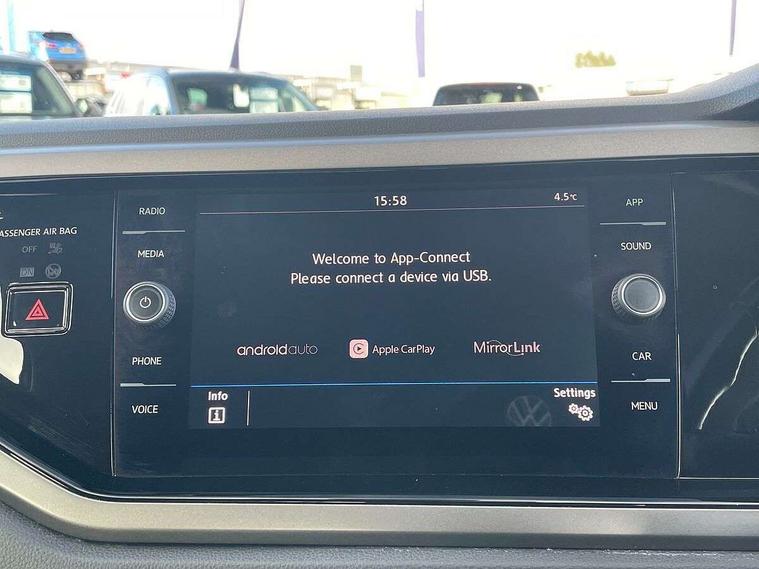 ASSENGER AIR BAG
OFF
ON
RADIO
MEDIA
PHONE
VOICE
15:58
4.5°C
Welcome to App-Connect
Please connect a device via USB.
androidauto
Apple CarPlay
MirrorLink
Info
i
Settings
APP
SOUND
CAR
MENU